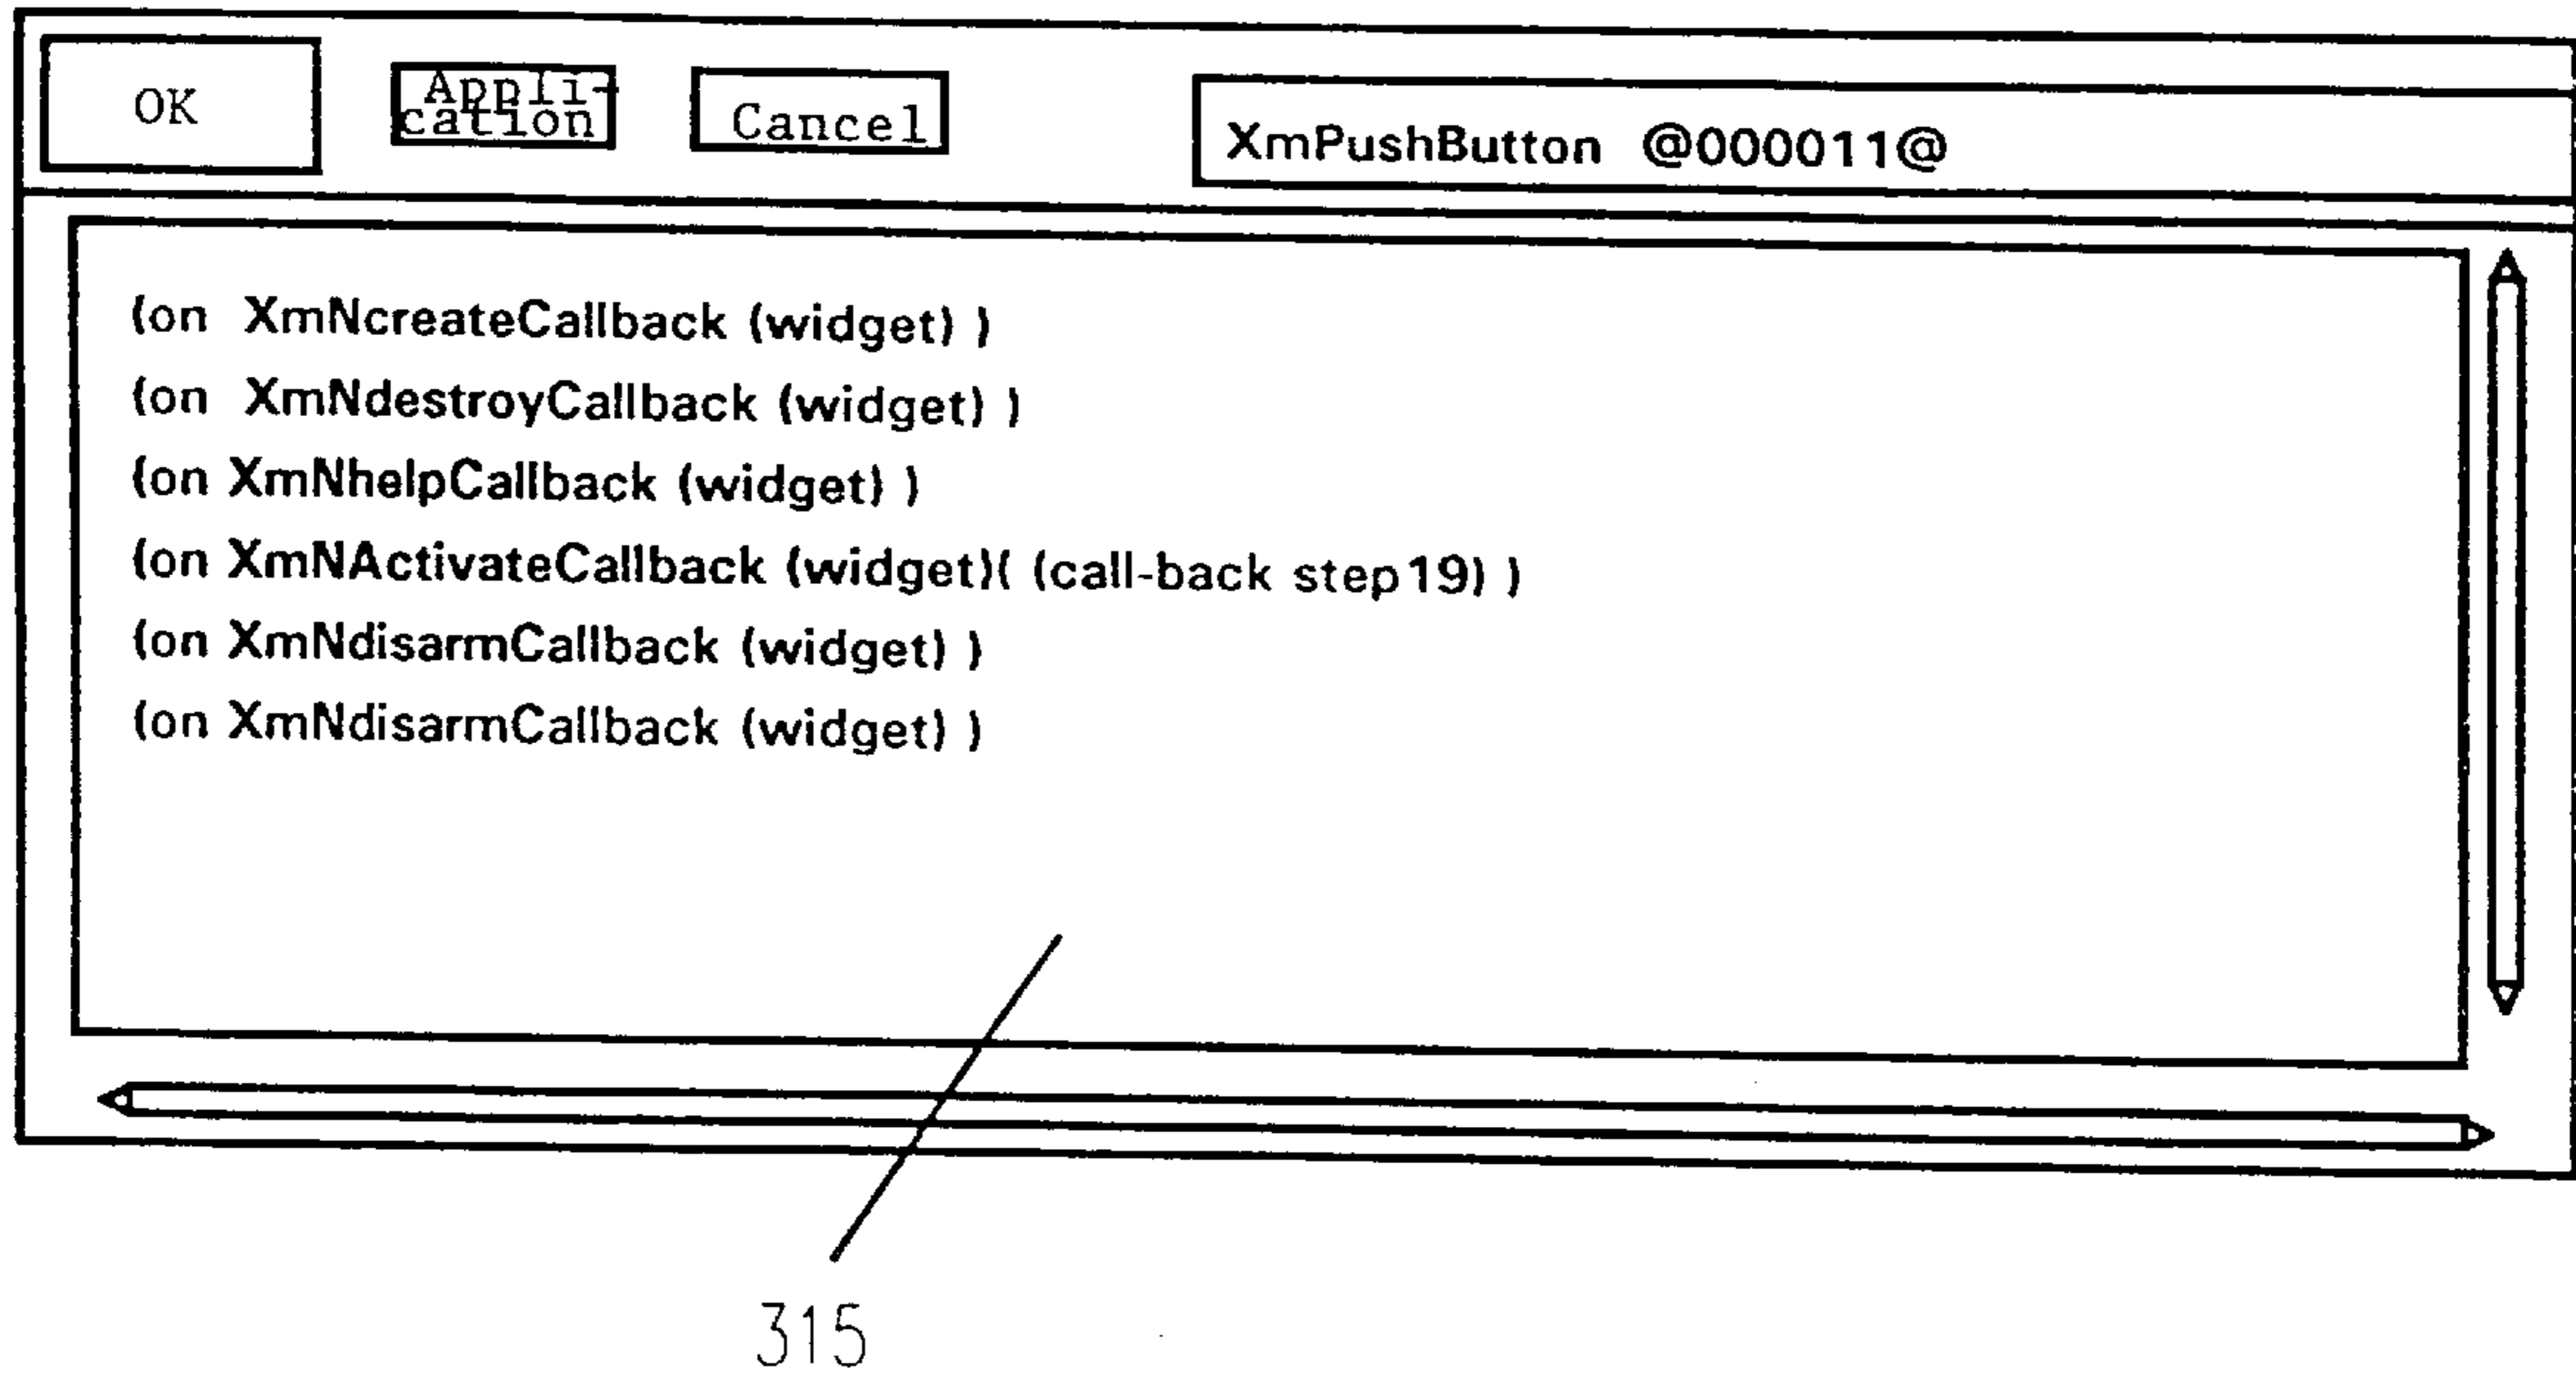 OK
Appli-
cation
Cancel
XmPushButton @000011@
(on XmNcreateCallback (widget) )
(on XmNdestroyCallback (widget) )
(on XmNhelpCallback (widget) )
(on XmNActivateCallback (widget)( (call-back step19) )
(on XmNdisarmCallback (widget) )
(on XmNdisarmCallback (widget) )
315